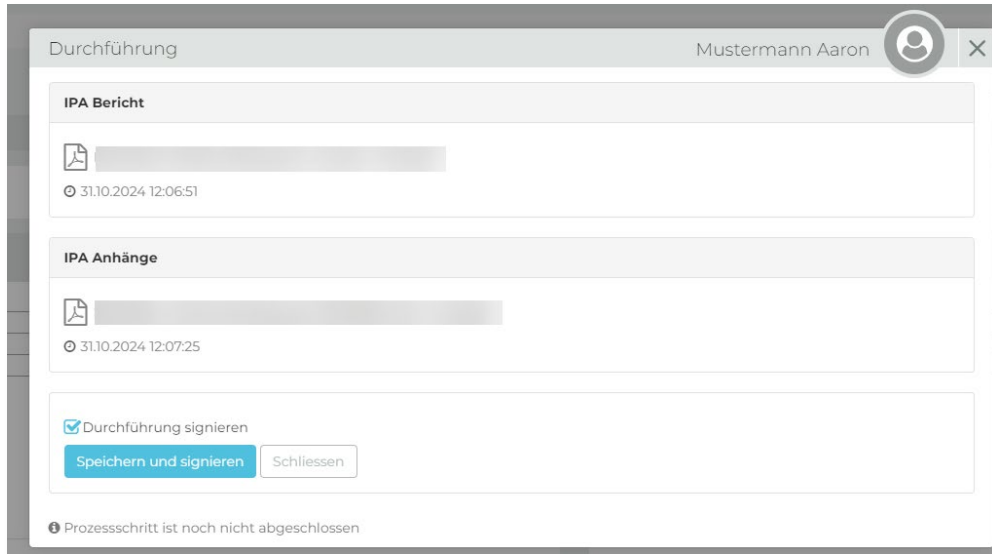 Durchführung
Mustermann Aaron
IPA Bericht
31.10.2024 12:06:51
IPA Anhänge
31.10.2024 12:07:25
Durchführung signieren
Speichern und signieren
Schliessen
Prozessschritt ist noch nicht abgeschlossen